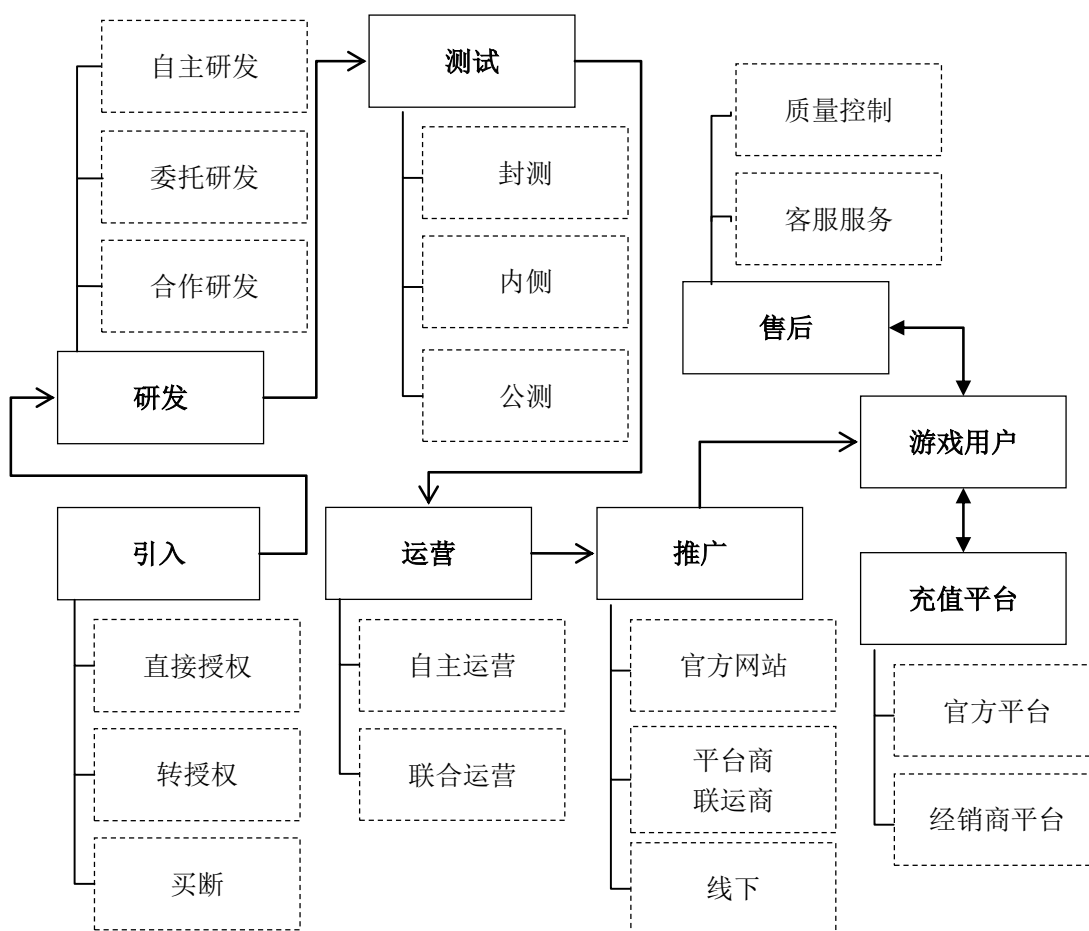 自主研发
委托研发
合作研发
研发
测试
封测
内侧
公测
质量控制
客服服务
售后
游戏用户
引入
直接授权
转授权
买断
运营
自主运营
联合运营
推广
官方网站
平台商
联运商
线下
充值平台
官方平台
经销商平台